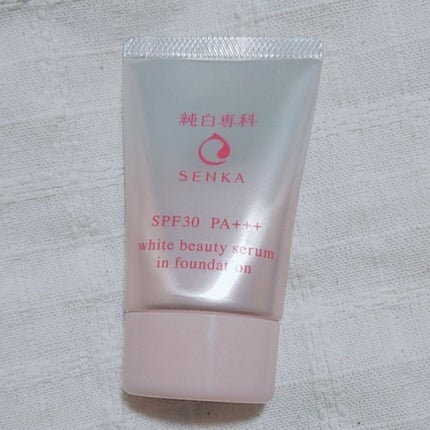 純白専科
SENKA
SPF30 PA+++
white beauty serum
in foundation